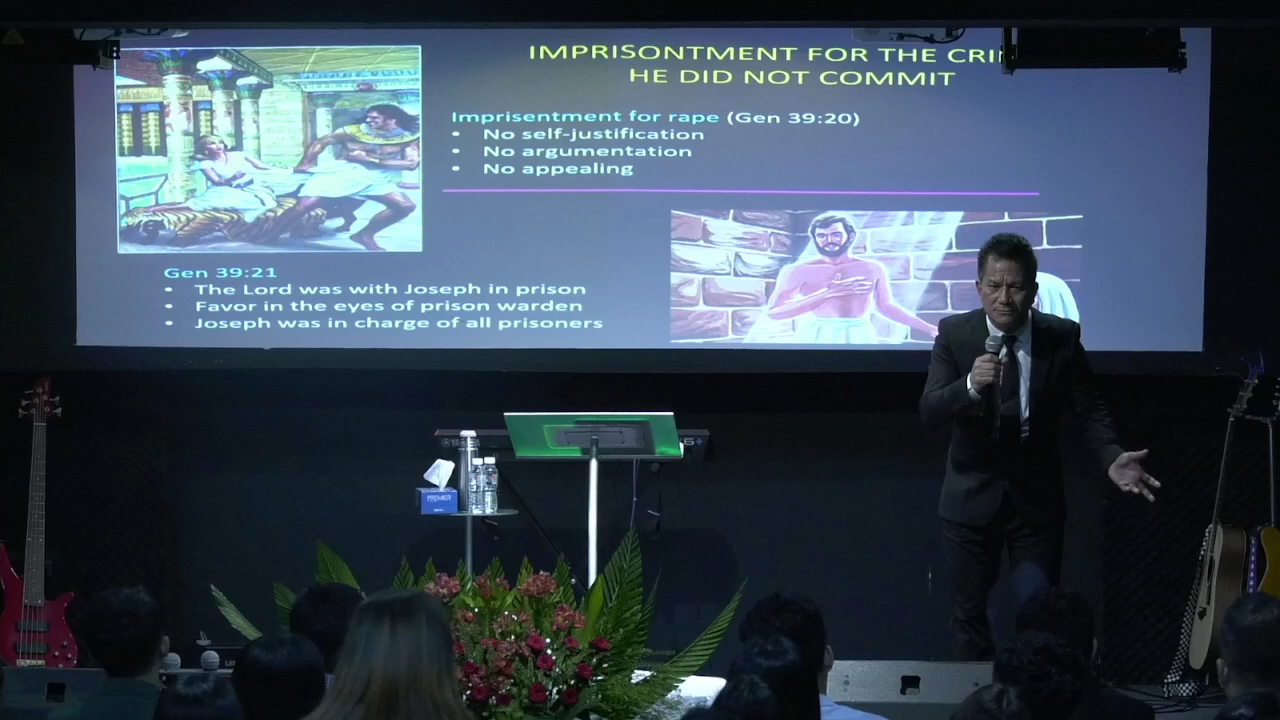 IMPRISONTMENT FOR THE CRI
HE DID NOT COMMIT
Imprisentment for rape (Gen 39:20)
• No self-justification
• No argumentation
• No appealing
Gen 39:21
• The Lord was with Joseph in prison
• Favor in the eyes of prison warden
• Joseph was in charge of all prisoners
PREMIER